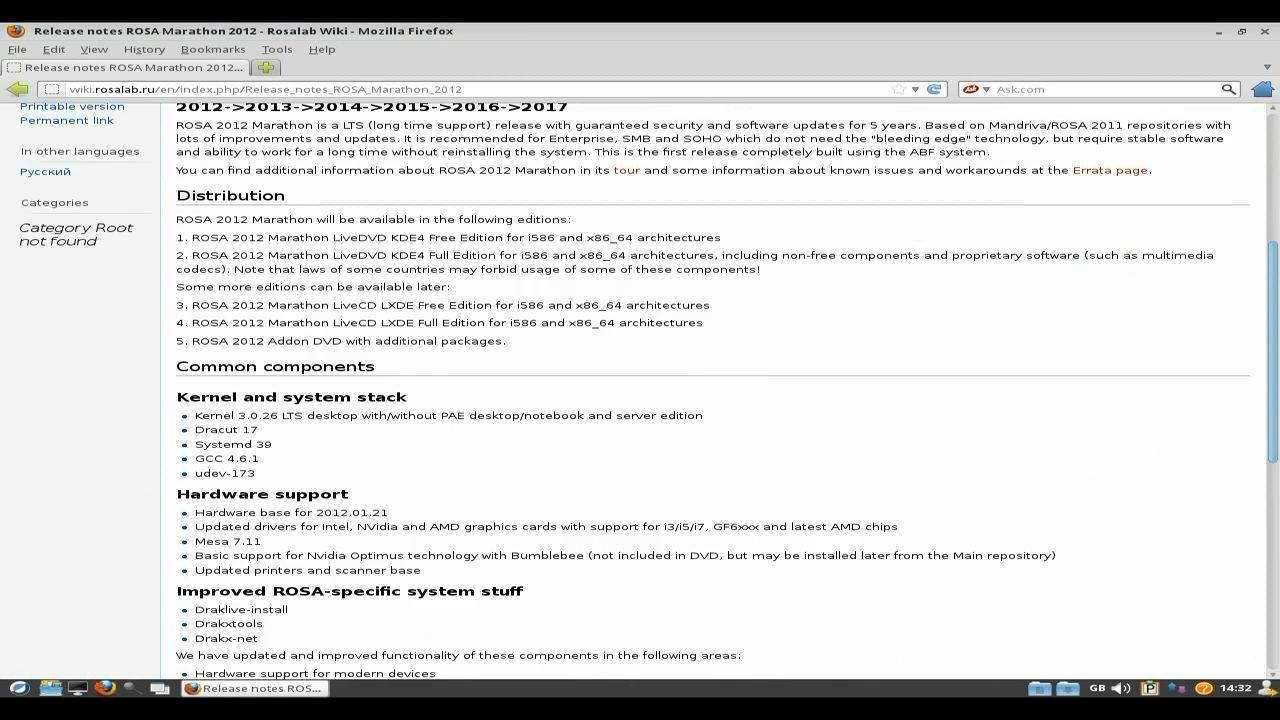 Release notes ROSA Marathon 2012 - Rosalab Wiki - Mozilla Firefox
File Edit View History Bookmarks Tools Help
Release notes ROSA Marathon 2012...
wiki.rosalab.ru/en/index.php/Release_notes_ROSA_Marathon_2012
Ask.com
Printable version
Permanent link
In other languages
Русский
Categories
Category Root
not found
2012->2013->2014->2015->2016->2017
ROSA 2012 Marathon is a LTS (long time support) release with guaranteed security and software updates for 5 years. Based on Mandriva/ROSA 2011 repositories with
lots of improvements and updates. It is recommended for Enterprise, SMB and SOHO which do not need the "bleeding edge" technology, but require stable software
and ability to work for a long time without reinstalling the system. This is the first release completely built using the ABF system.
You can find additional information about ROSA 2012 Marathon in its tour and some information about known issues and workarounds at the Errata page.
Distribution
ROSA 2012 Marathon will be available in the following editions:
1. ROSA 2012 Marathon LiveDVD KDE4 Free Edition for i586 and x86_64 architectures
2. ROSA 2012 Marathon LiveDVD KDE4 Full Edition for i586 and x86_64 architectures, including non-free components and proprietary software (such as multimedia
codecs). Note that laws of some countries may forbid usage of some of these components!
Some more editions can be available later:
3. ROSA 2012 Marathon LiveCD LXDE Free Edition for i586 and x86_64 architectures
4. ROSA 2012 Marathon LiveCD LXDE Full Edition for i586 and x86_64 architectures
5. ROSA 2012 Addon DVD with additional packages.
Common components
Kernel and system stack
Kernel 3.0.26 LTS desktop with/without PAE desktop/notebook and server edition
Dracut 17
Systemd 39
GCC 4.6.1
udev-173
Hardware support
Hardware base for 2012.01.21
Updated drivers for Intel, NVidia and AMD graphics cards with support for i3/i5/i7, GF6xxx and latest AMD chips
Mesa 7.11
Basic support for Nvidia Optimus technology with Bumblebee (not included in DVD, but may be installed later from the Main repository)
Updated printers and scanner base
Improved ROSA-specific system stuff
Draklive-install
Drakxtools
Drakx-net
We have updated and improved functionality of these components in the following areas:
Hardware support for modern devices
Release notes ROS...
GB
14:32